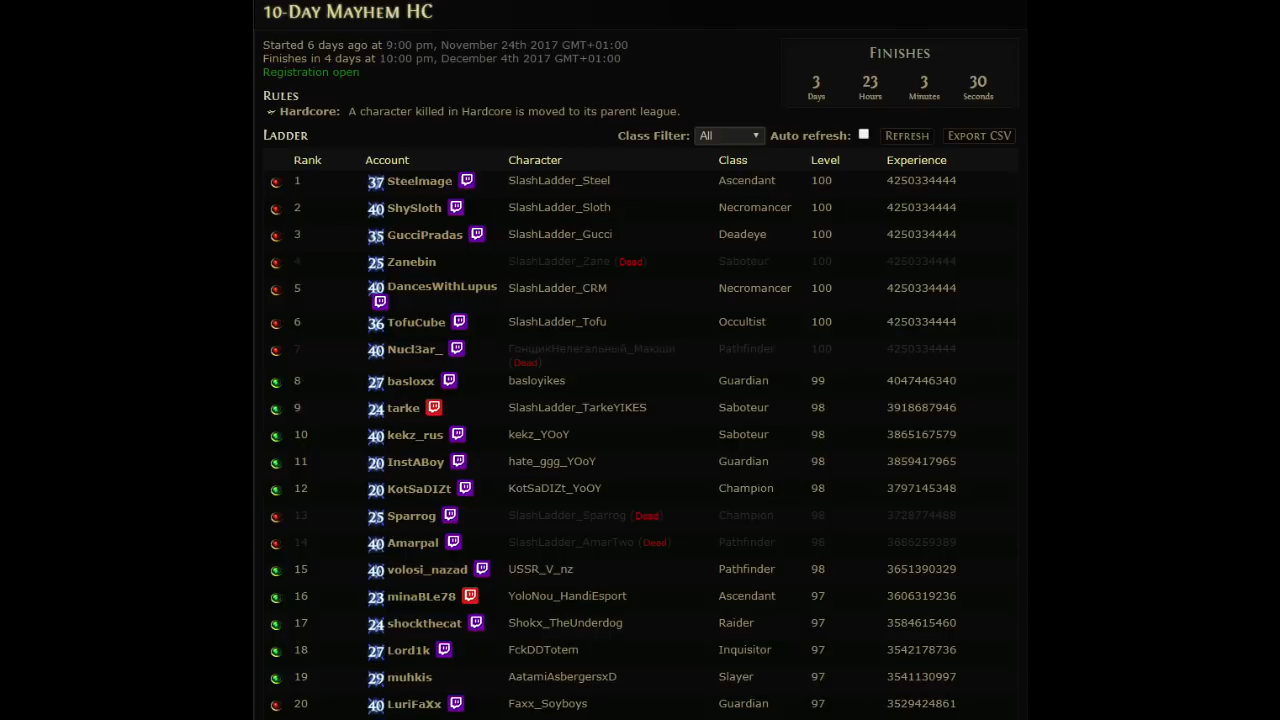 10-Day Mayhem HC
Started 6 days ago at 9:00 pm, November 24th 2017 GMT+01:00
Finishes in 4 days at 10:00 pm, December 4th 2017 GMT+01:00
Registration open
Finishes
3 23 3 30
Days Hours Minutes Seconds
Rules
Hardcore: A character killed in Hardcore is moved to its parent league.
Ladder Class Filter: All Auto refresh: Refresh Export CSV
Rank Account Character Class Level Experience
1 37 Steelmage SlashLadder_Steel Ascendant 100 4250334444
2 40 ShySloth SlashLadder_Sloth Necromancer 100 4250334444
3 35 GucciPradas SlashLadder_Gucci Deadeye 100 4250334444
4 25 Zanebin SlashLadder_Zane (Dead) Saboteur 100 4250334444
5 40 DancesWithLupus SlashLadder_CRM Necromancer 100 4250334444
6 36 TofuCube SlashLadder_Tofu Occultist 100 4250334444
7 40 Nucl3ar_ ГонщикНелегальный_Макши Pathfinder 100 4250334444
(Dead)
8 27 basloxx basloyikes Guardian 99 4047446340
9 24 tarke SlashLadder_TarkeYIKES Saboteur 98 3918687946
10 40 kekz_rus kekz_YOoY Saboteur 98 3865167579
11 20 InstABoy hate_ggg_YOoY Guardian 98 3859417965
12 20 KotSaDIZt KotSaDIZt_YoOY Champion 98 3797145348
13 25 Sparrog SlashLadder_Sparrog (Dead) Champion 98 3728774488
14 40 Amarpal SlashLadder_AmarTwo (Dead) Pathfinder 98 3686259389
15 40 volosi_nazad USSR_V_nz Pathfinder 98 3651390329
16 23 minaBLe78 YoloNou_HandiEsport Ascendant 97 3606319236
17 24 shockthecat Shokx_TheUnderdog Raider 97 3584615460
18 27 Lord1k FckDDTotem Inquisitor 97 3542178736
19 29 muhkis AatamiAsbergersxD Slayer 97 3541130997
20 40 LuriFaXx Faxx_Soyboys Guardian 97 3529424861